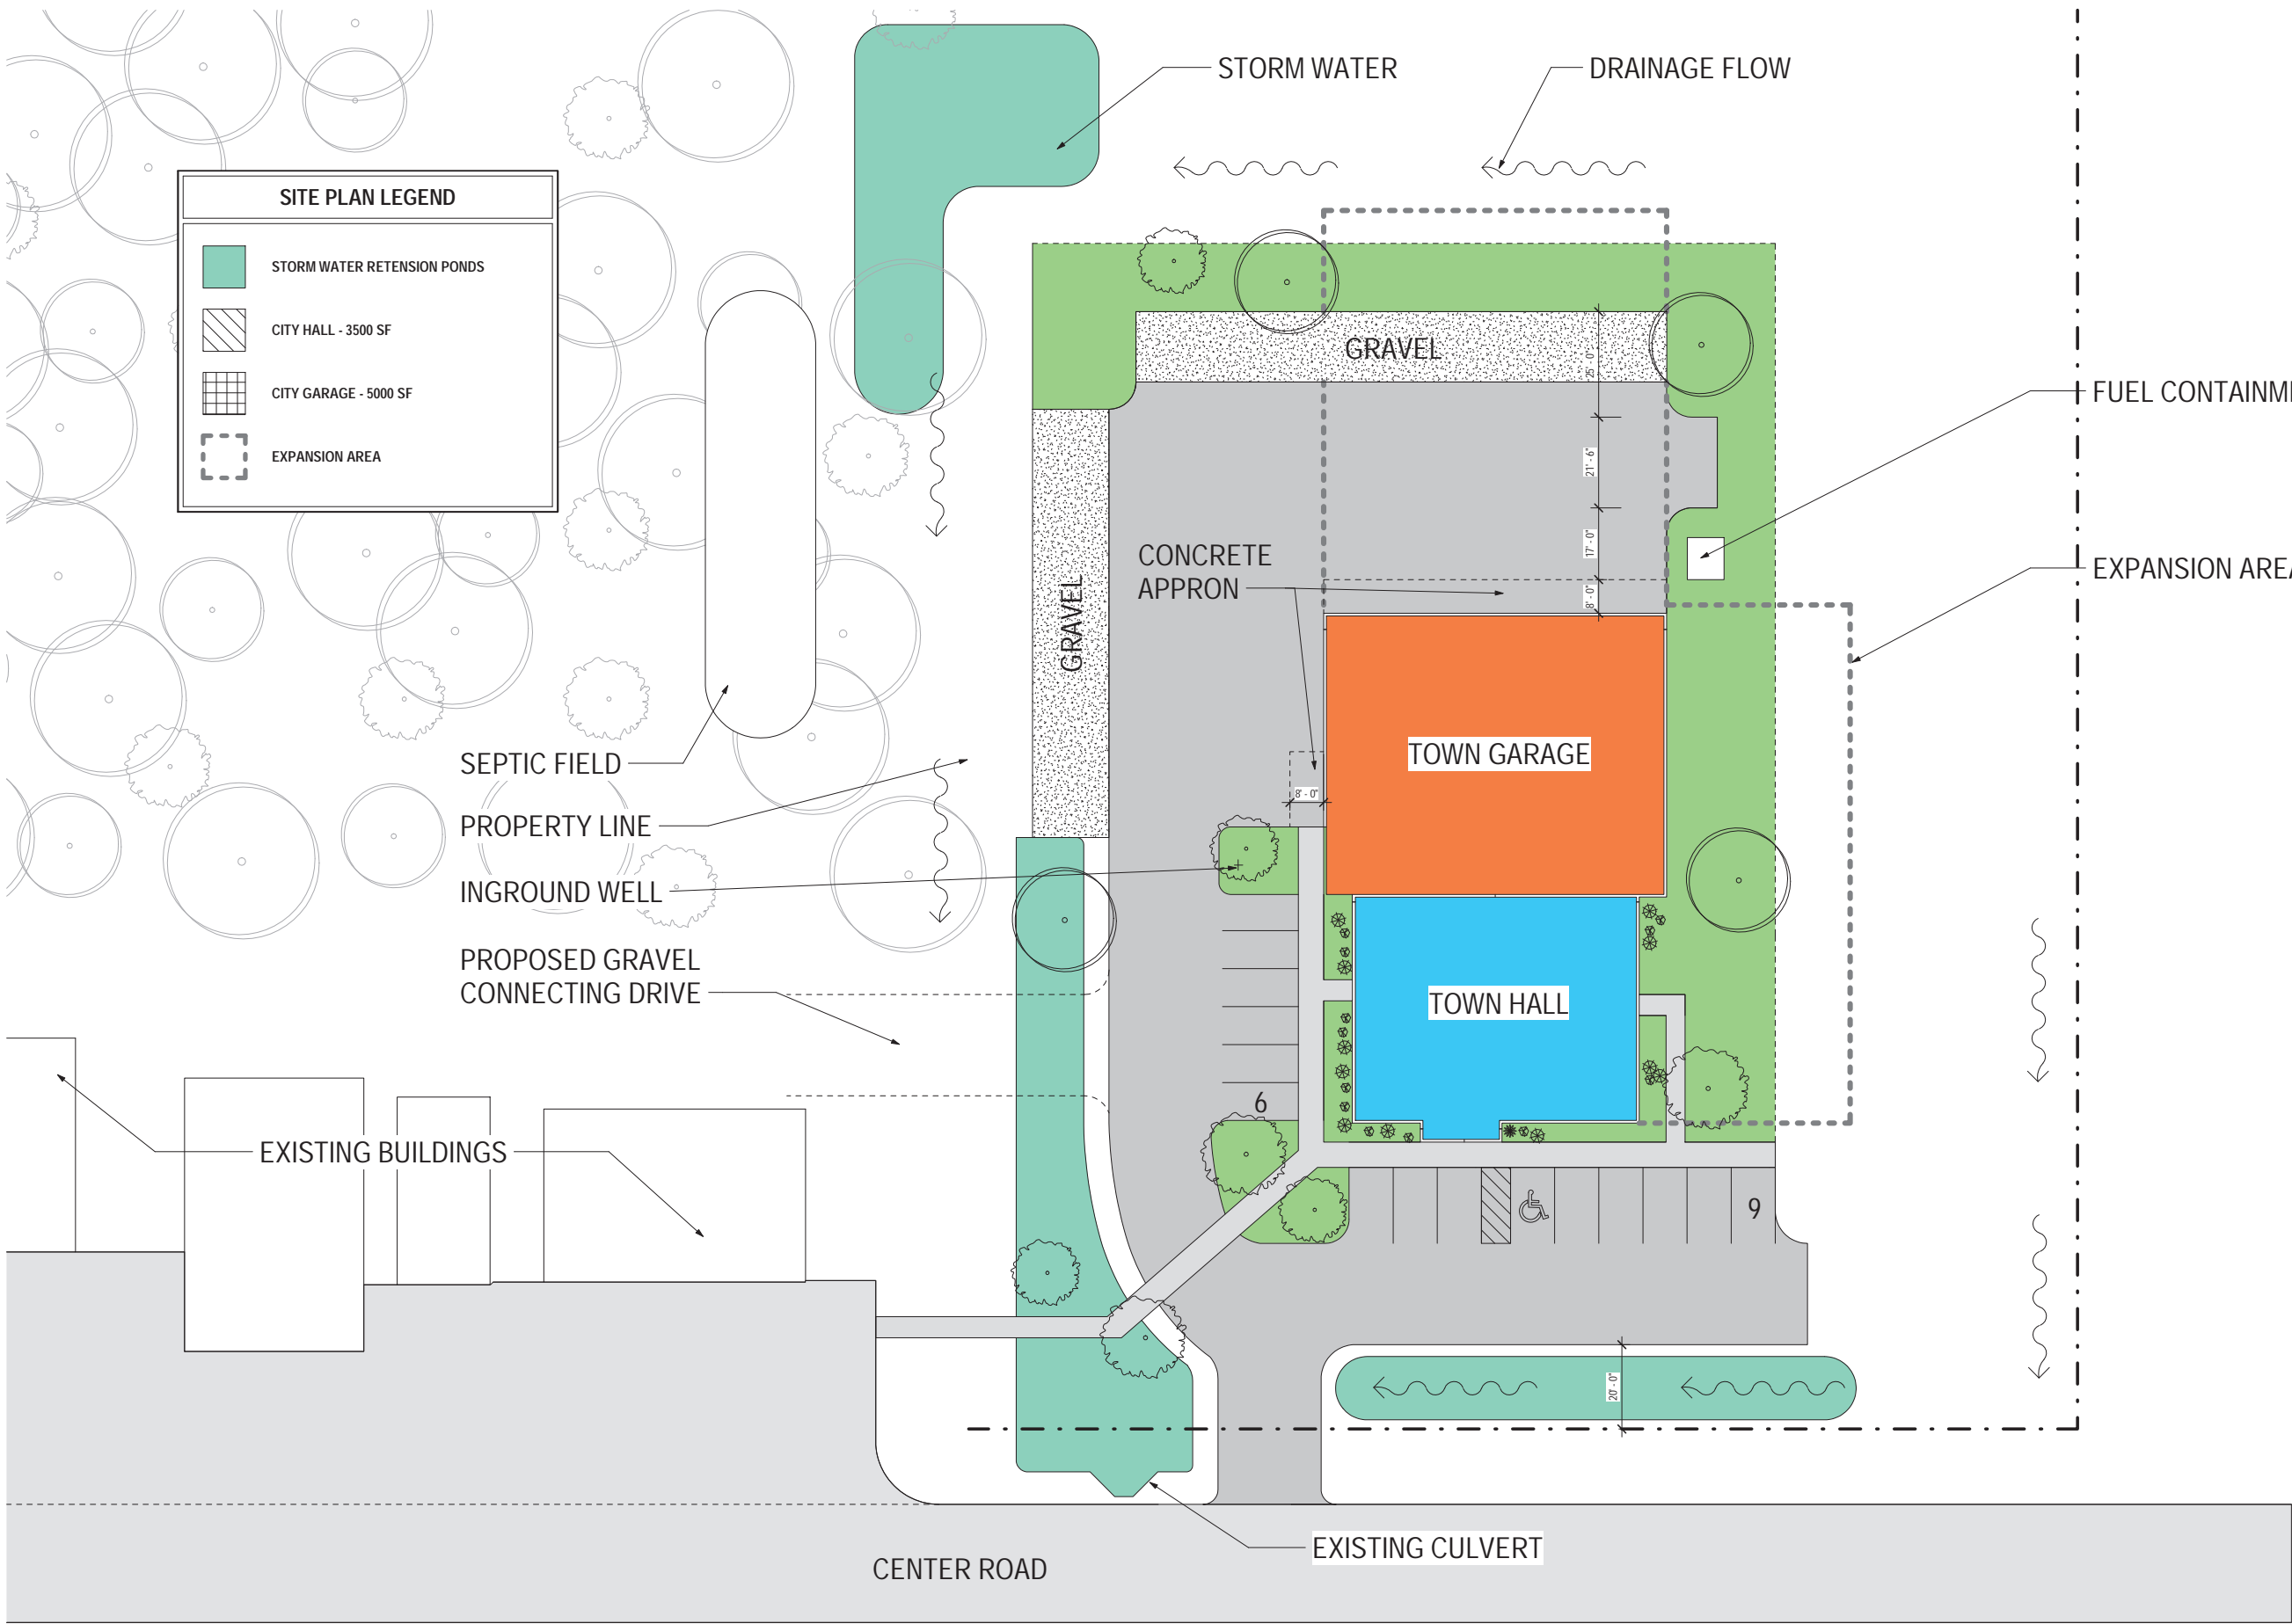 STORM WATER
DRAINAGE FLOW
SITE PLAN LEGEND
STORM WATER RETENSION PONDS
CITY HALL - 3500 SF
CITY GARAGE - 5000 SF
EXPANSION AREA
GRAVEL
25' - 0"
FUEL CONTAINM
21' - 6"
17' - 0"
8' - 0"
CONCRETE
APPRON
EXPANSION AREA
GRAVEL
TOWN GARAGE
SEPTIC FIELD
8' - 0"
PROPERTY LINE
INGROUND WELL
PROPOSED GRAVEL
CONNECTING DRIVE
TOWN HALL
6
EXISTING BUILDINGS
9
20' - 0"
EXISTING CULVERT
CENTER ROAD